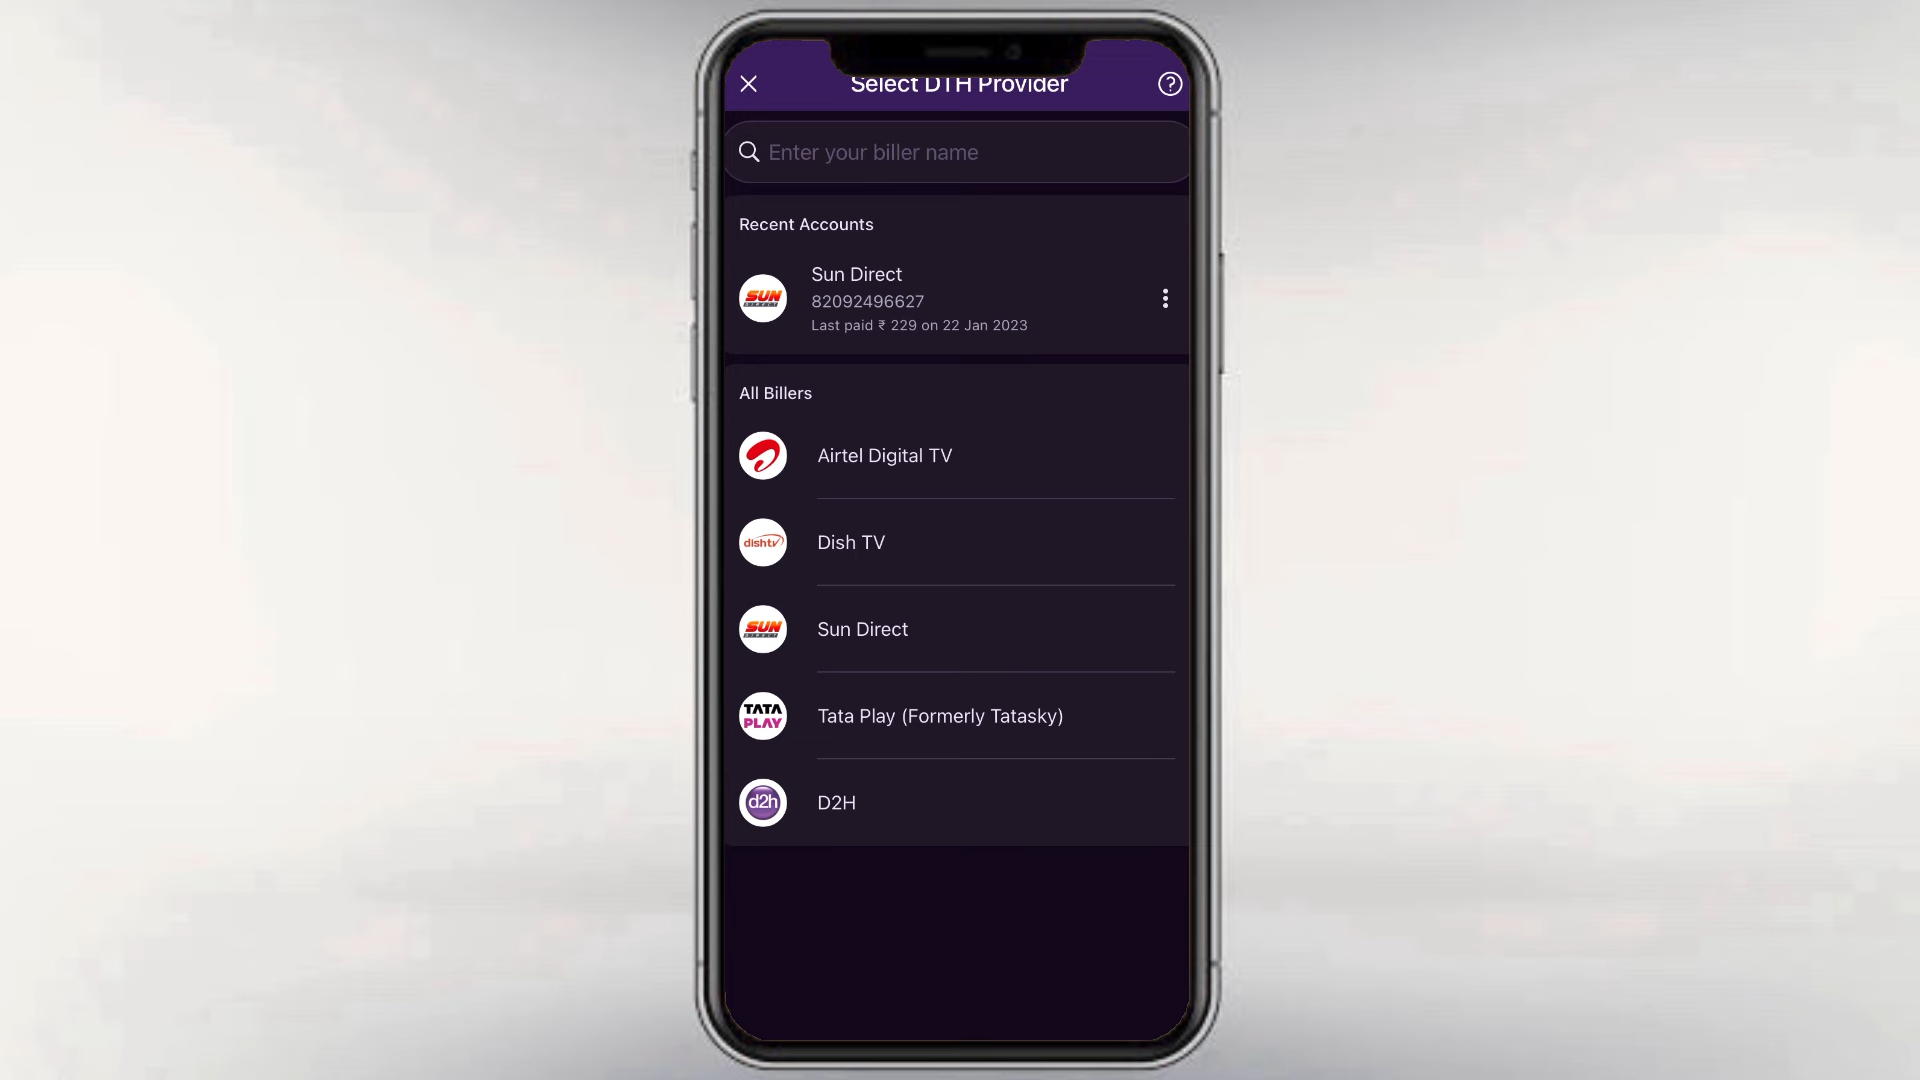 Select DTH Provider
Enter your biller name
Recent Accounts
SUN
DIRECT
Sun Direct
82092496627
Last paid ₹ 229 on 22 Jan 2023
All Billers
Airtel Digital TV
dishtv
Dish TV
SUN
DIRECT
Sun Direct
TATA
PLAY
Tata Play (Formerly Tatasky)
d2h
D2H